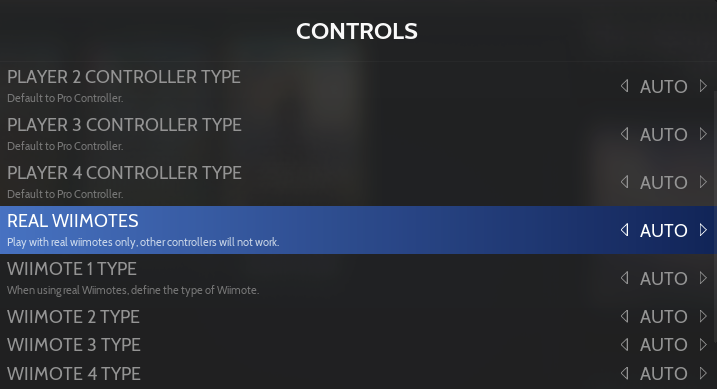 CONTROLS
PLAYER 2 CONTROLLER TYPE
Default to Pro Controller.
AUTO
PLAYER 3 CONTROLLER TYPE
Default to Pro Controller.
AUTO
PLAYER 4 CONTROLLER TYPE
Default to Pro Controller.
AUTO
REAL WIIMOTES
Play with real wiimotes only, other controllers will not work.
AUTO
WIIMOTE 1 TYPE
When using real Wiimotes, define the type of Wiimote.
AUTO
WIIMOTE 2 TYPE AUTO
WIIMOTE 3 TYPE AUTO
WIIMOTE 4 TYPE AUTO